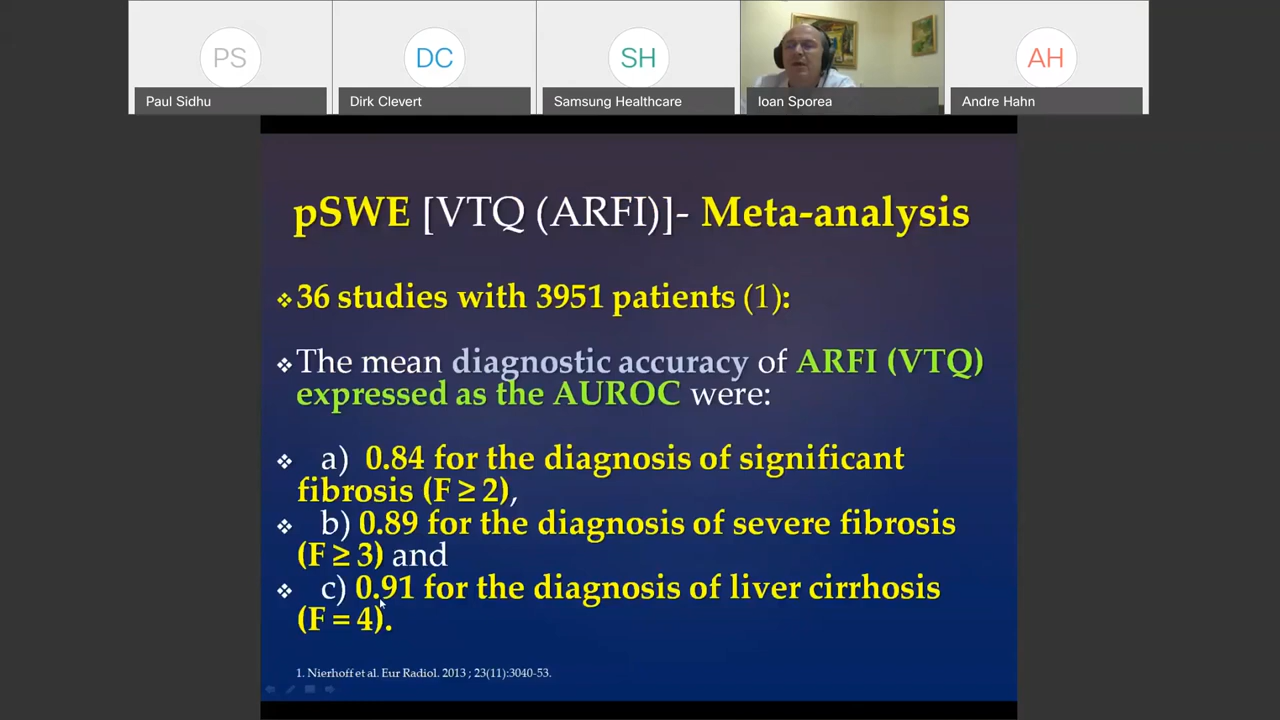 PS
DC
SH
AH
Paul Sidhu
Dirk Clevert
Samsung Healthcare
Ioan Sporea
Andre Hahn
pSWE [VTQ (ARFI)]- Meta-analysis
❖36 studies with 3951 patients (1):
❖The mean diagnostic accuracy of ARFI (VTQ)
expressed as the AUROC were:
❖ a) 0.84 for the diagnosis of significant
fibrosis (F ≥ 2),
❖ b) 0.89 for the diagnosis of severe fibrosis
(F ≥ 3) and
❖ c) 0.91 for the diagnosis of liver cirrhosis
(F = 4).
1. Nierhoff et al. Eur Radiol. 2013 ; 23(11):3040-53.